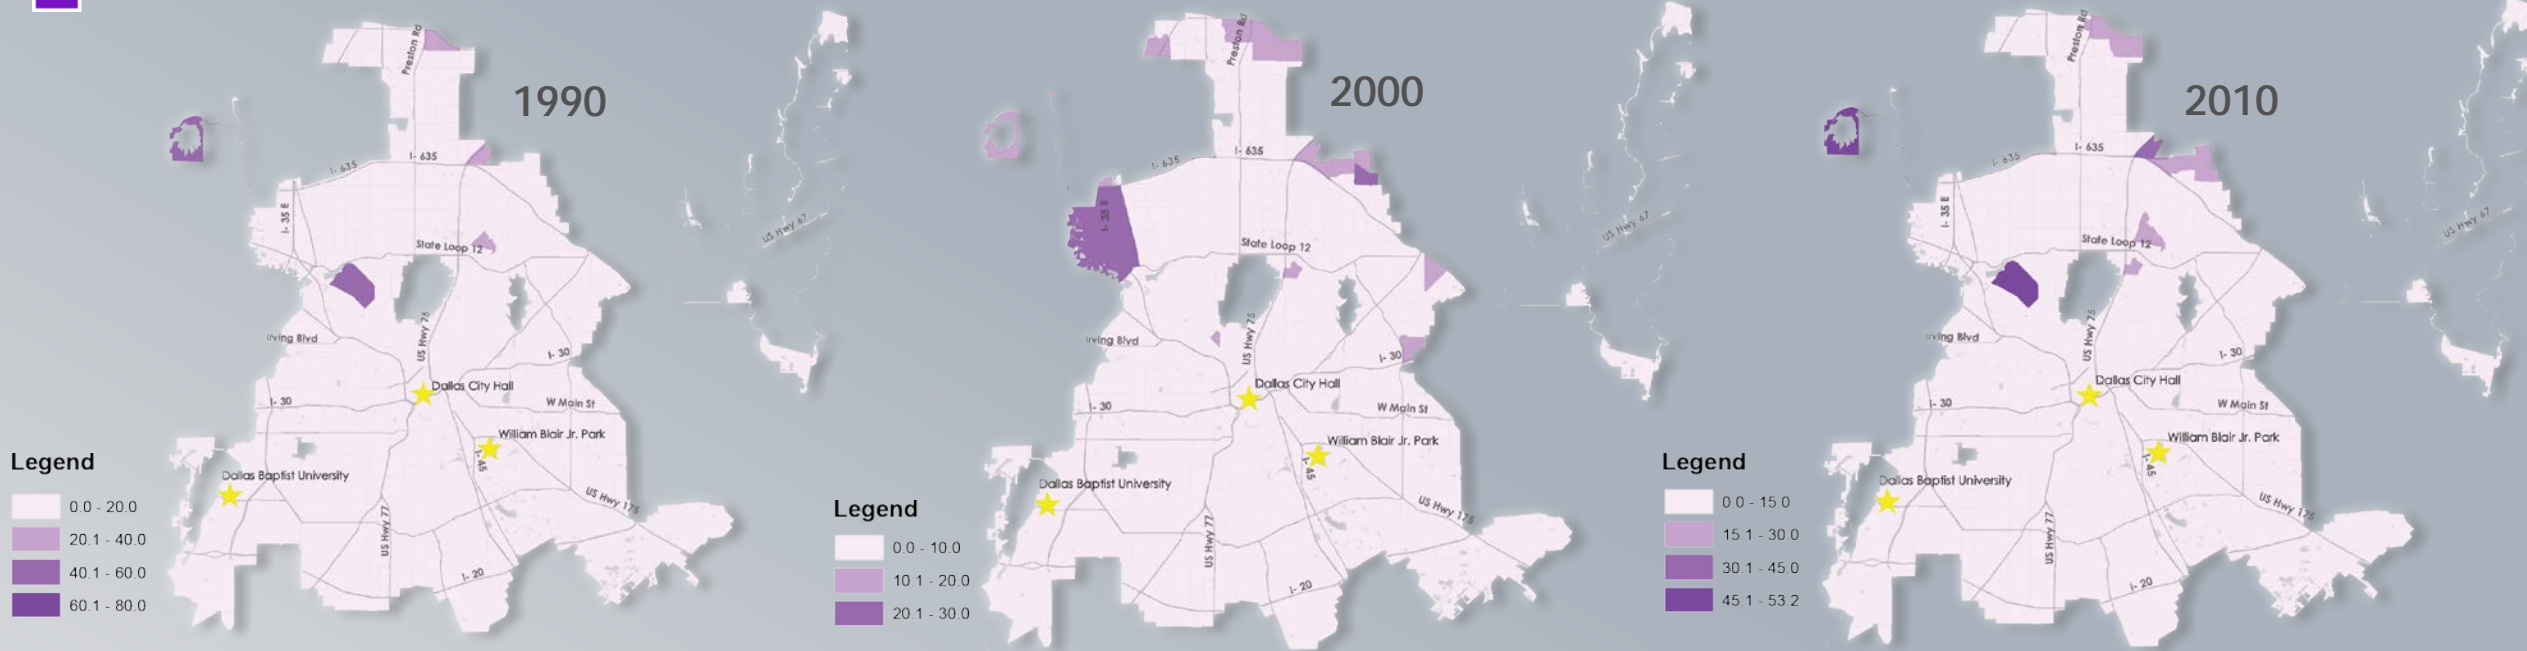 1990
Preston Rd
I- 635
I- 635
I- 35 E
State Loop 12
US Hwy 67
US Hwy 75
Irving Blvd
I- 30
Dallas City Hall
I- 30
W Main St
William Blair Jr. Park
I- 45
Dallas Baptist University
US Hwy 175
US Hwy 77
I- 20
Legend
0.0 - 20.0
20.1 - 40.0
40.1 - 60.0
60.1 - 80.0
2000
Preston Rd
I- 635
I- 635
I- 35 E
State Loop 12
US Hwy 67
US Hwy 75
Irving Blvd
I- 30
Dallas City Hall
I- 30
W Main St
William Blair Jr. Park
I- 45
Dallas Baptist University
US Hwy 175
US Hwy 77
I- 20
Legend
0.0 - 10.0
10.1 - 20.0
20.1 - 30.0
2010
Preston Rd
I- 635
I- 635
I- 35 E
State Loop 12
US Hwy 67
US Hwy 75
Irving Blvd
I- 30
Dallas City Hall
I- 30
W Main St
William Blair Jr. Park
I- 45
Dallas Baptist University
US Hwy 175
US Hwy 77
I- 20
Legend
0.0 - 15.0
15.1 - 30.0
30.1 - 45.0
45.1 - 53.2